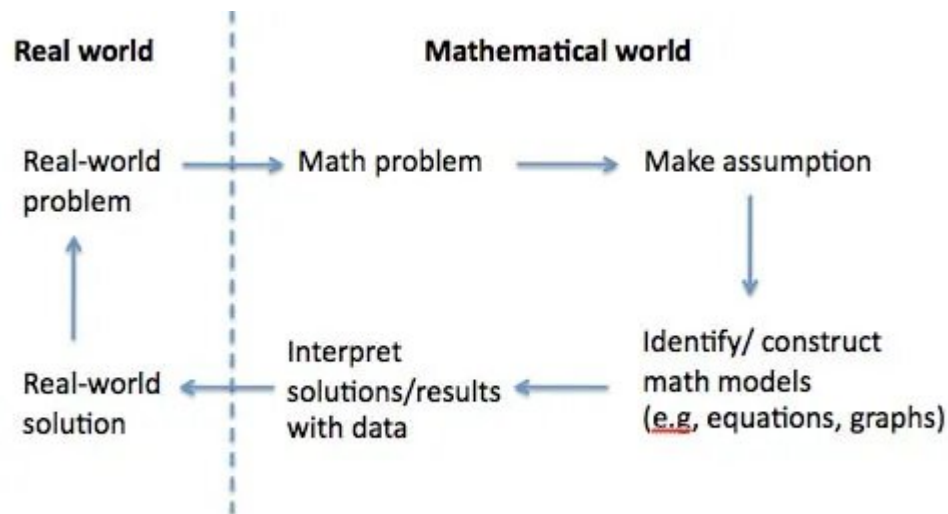 Real world
Mathematical world
Real-world
problem
Math problem
Make assumption
Real-world
solution
Interpret
solutions/results
with data
Identify/ construct
math models
(e.g, equations, graphs)